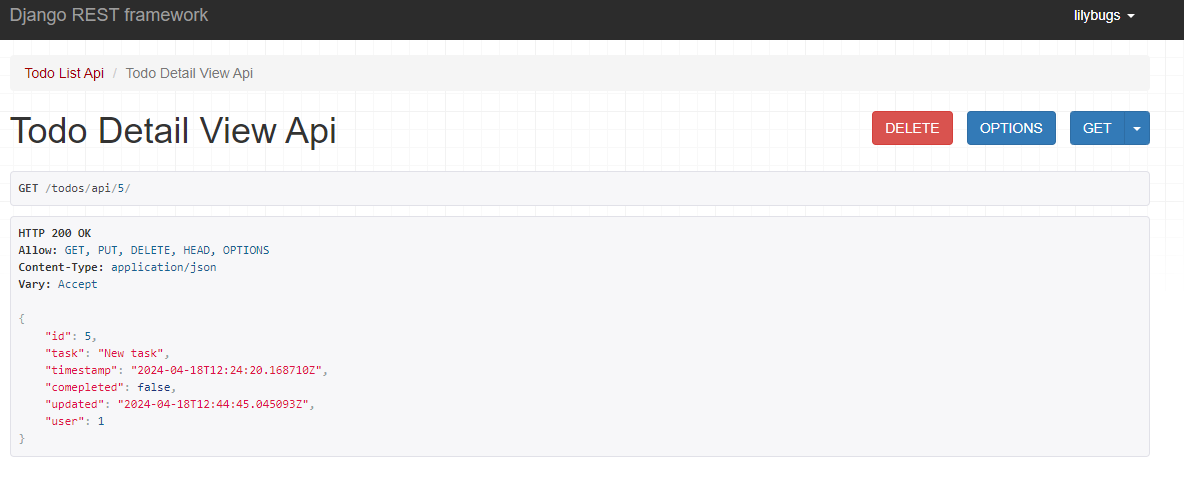 Django REST framework
lilybugs
Todo List Api / Todo Detail View Api
Todo Detail View Api
DELETE
OPTIONS
GET
GET /todos/api/5/
HTTP 200 OK
Allow: GET, PUT, DELETE, HEAD, OPTIONS
Content-Type: application/json
Vary: Accept
{
"id": 5,
"task": "New task",
"timestamp": "2024-04-18T12:24:20.168710Z",
"comepleted": false,
"updated": "2024-04-18T12:44:45.045093Z",
"user": 1
}